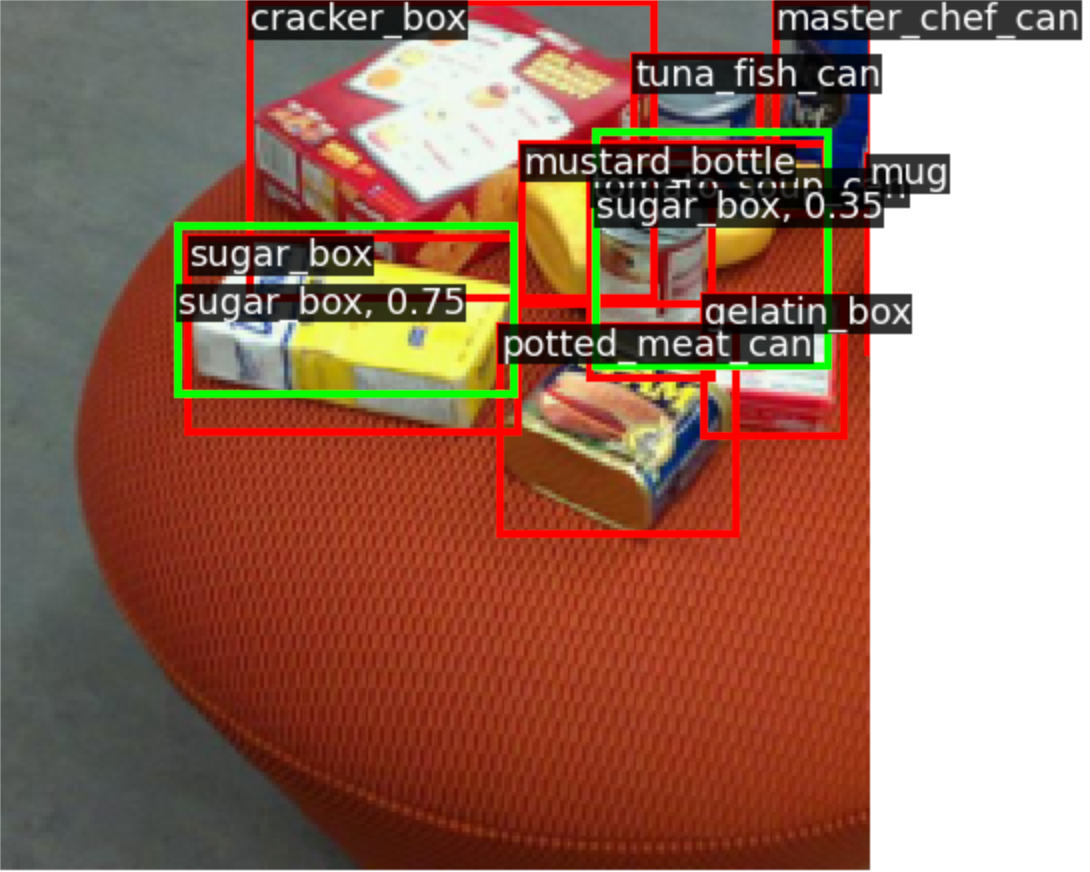 cracker_box
master_chef_can
tuna_fish_can
mustard_bottle
mug
tomato_soup_can
sugar_box, 0.35
sugar_box
sugar_box, 0.75
gelatin_box
potted_meat_can